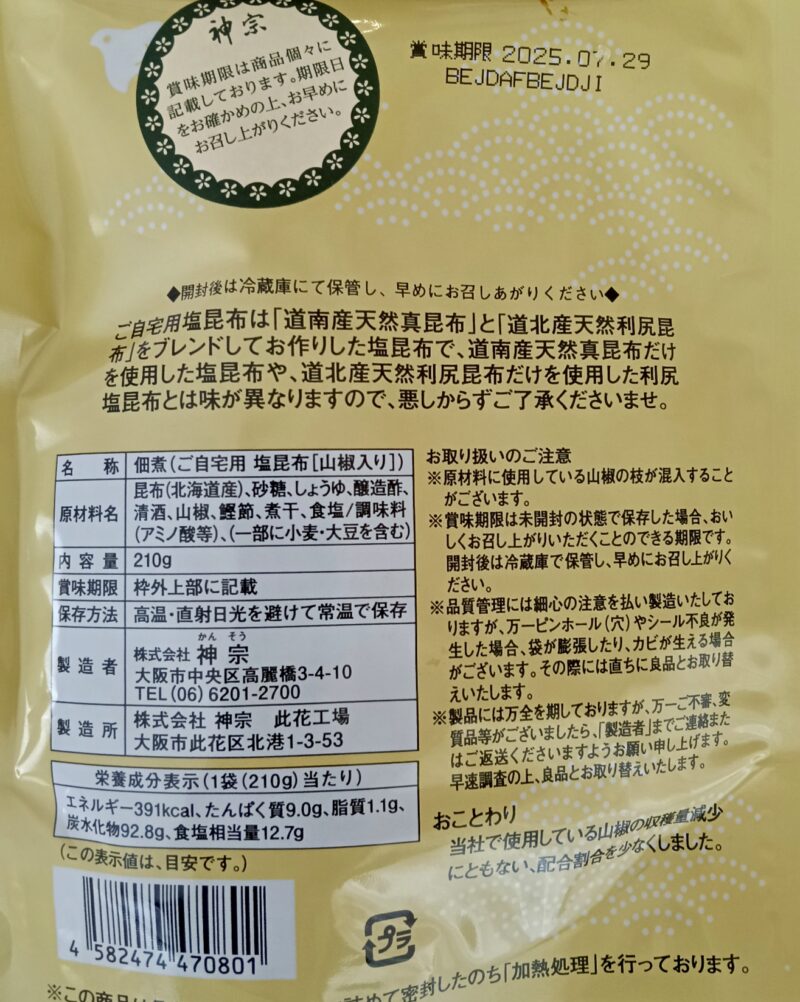 神宗
賞味期限は商品個々に
記載しております。期限日
をお確かめの上、お早めに
お召し上がりください。
賞味期限 2025.07.29
BEJDAFBEJDJI
◆開封後は冷蔵庫にて保管し、早めにお召しあがりください◆
ご自宅用塩昆布は「道南産天然真昆布」と「道北産天然利尻昆
布」をブレンドしてお作りした塩昆布で、道南産天然真昆布だけ
を使用した塩昆布や、道北産天然利尻昆布だけを使用した利尻
塩昆布とは味が異なりますので、悪しからずご了承くださいませ。
名 称 佃煮(ご自宅用 塩昆布[山椒入り])
原材料名 昆布(北海道産)、砂糖、しょうゆ、醸造酢、
清酒、山椒、鰹節、煮干、食塩/調味料
(アミノ酸等)、(一部に小麦・大豆を含む)
内容量 210g
賞味期限 枠外上部に記載
保存方法 高温・直射日光を避けて常温で保存
かん そう
製造者 株式会社 神宗
大阪市中央区高麗橋3-4-10
TEL(06)6201-2700
製造所 株式会社 神宗 此花工場
大阪市此花区北港1-3-53
栄養成分表示(1袋(210g)当たり)
エネルギー391kcal、たんぱく質9.0g、脂質1.1g、
炭水化物92.8g、食塩相当量12.7g
(この表示値は、目安です。)
4 582474 470801
お取り扱いのご注意
※原材料に使用している山椒の枝が混入すること
がございます。
※賞味期限は未開封の状態で保存した場合、おい
しくお召し上がりいただくことのできる期限です。
開封後は冷蔵庫で保管し、早めにお召し上がりく
ださい。
※品質管理には細心の注意を払い製造いたしてお
りますが、万一ピンホール(穴)やシール不良が発
生した場合、袋が膨張したり、カビが生える場合
がございます。その際には直ちに良品とお取り替
えいたします。
※製品には万全を期しておりますが、万一ご不審、変
質品等がございましたら、「製造者」までご連絡また
はご返送くださいますようお願い申し上げます。
早速調査の上、良品とお取り替えいたします。
おことわり
当社で使用している山椒の収穫量減少
にともない、配合割合を少なくしました。
プラ
詰めて密封したのち「加熱処理」を行っております。
※この商品は